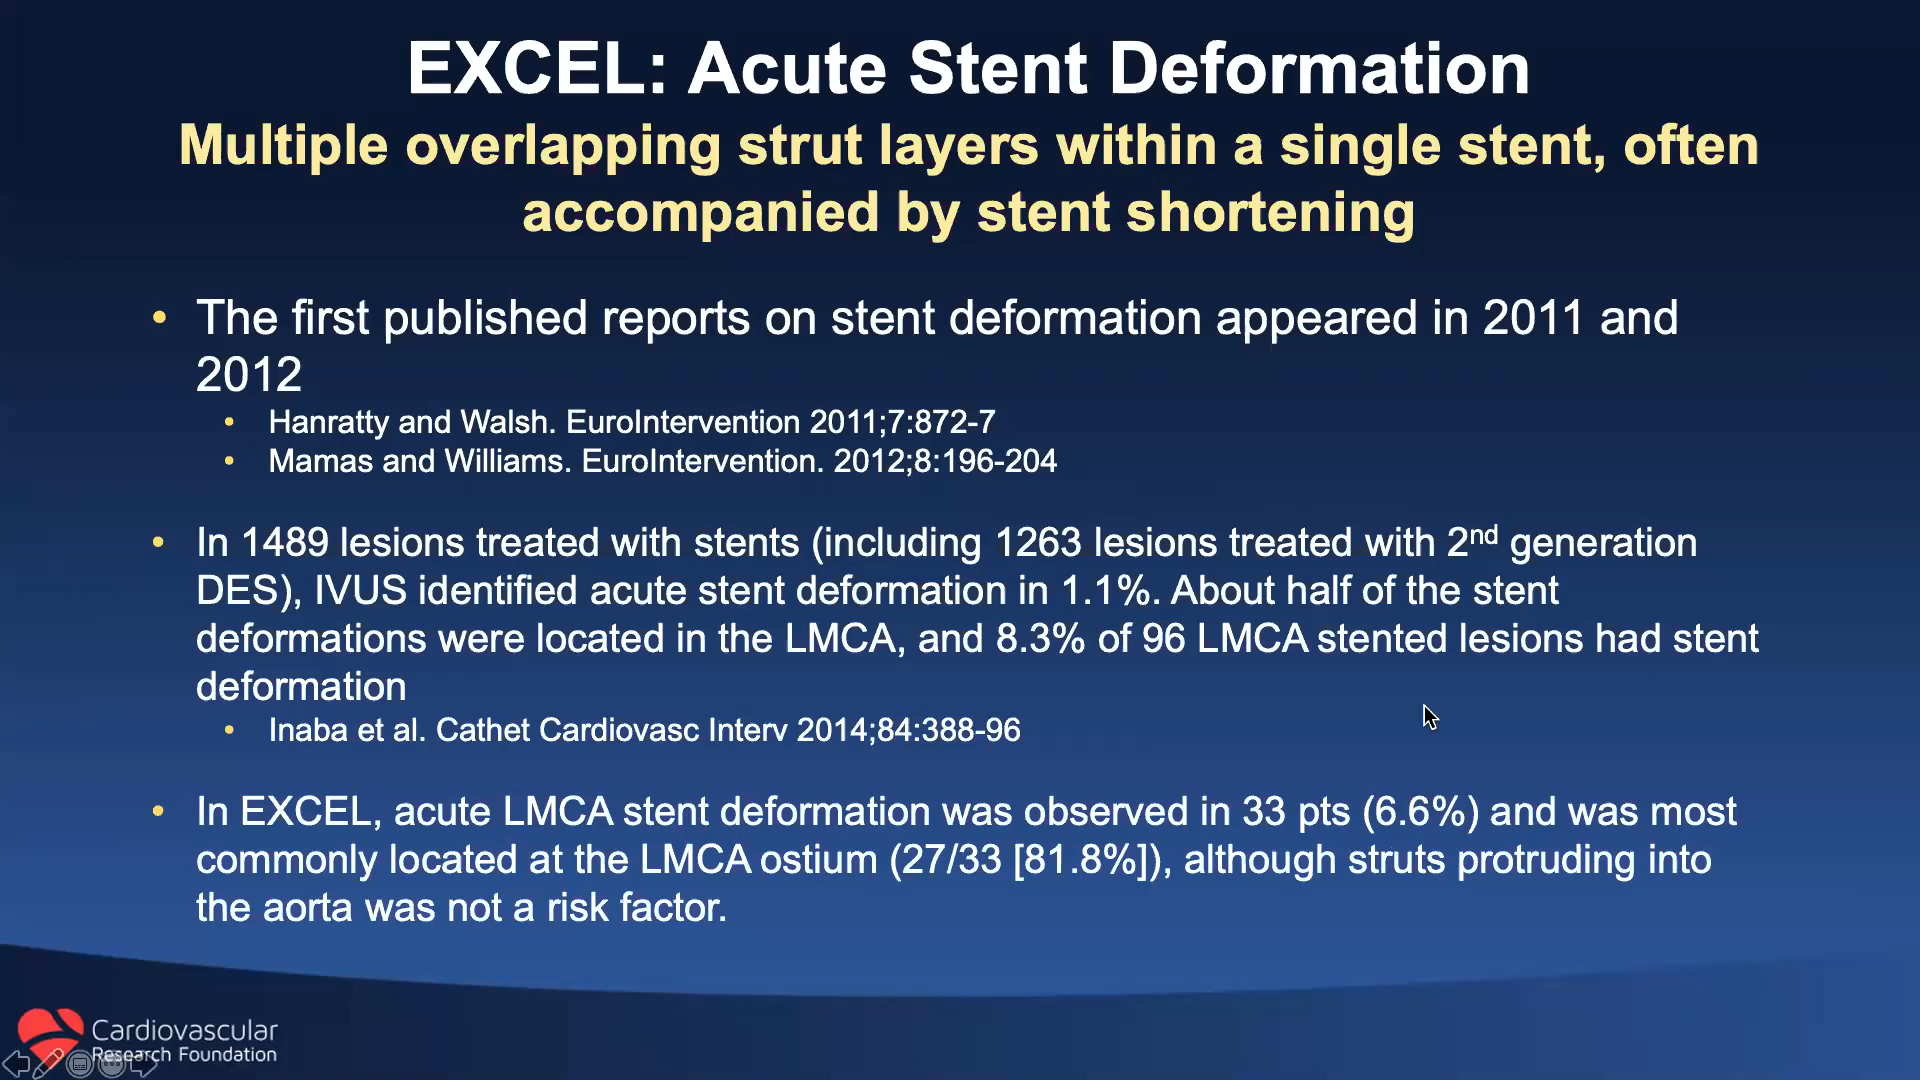 EXCEL: Acute Stent Deformation
Multiple overlapping strut layers within a single stent, often
accompanied by stent shortening
• The first published reports on stent deformation appeared in 2011 and
2012
• Hanratty and Walsh. EuroIntervention 2011;7:872-7
• Mamas and Williams. EuroIntervention. 2012;8:196-204
• In 1489 lesions treated with stents (including 1263 lesions treated with 2nd generation
DES), IVUS identified acute stent deformation in 1.1%. About half of the stent
deformations were located in the LMCA, and 8.3% of 96 LMCA stented lesions had stent
deformation
• Inaba et al. Cathet Cardiovasc Interv 2014;84:388-96
• In EXCEL, acute LMCA stent deformation was observed in 33 pts (6.6%) and was most
commonly located at the LMCA ostium (27/33 [81.8%]), although struts protruding into
the aorta was not a risk factor.
Cardiovascular
Research Foundation